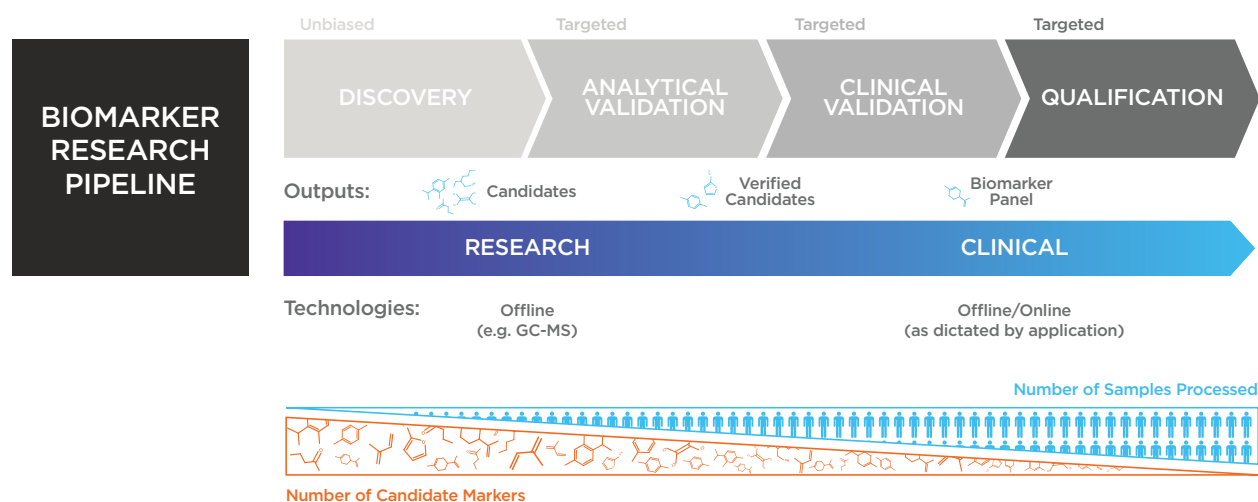 Unbiased
Targeted
Targeted
Targeted
BIOMARKER
RESEARCH
PIPELINE
DISCOVERY
ANALYTICAL
VALIDATION
CLINICAL
VALIDATION
QUALIFICATION
Outputs:
Candidates
Verified
Candidates
Biomarker
Panel
RESEARCH
CLINICAL
Technologies:
Offline
(e.g. GC-MS)
Offline/Online
(as dictated by application)
Number of Samples Processed
Number of Candidate Markers